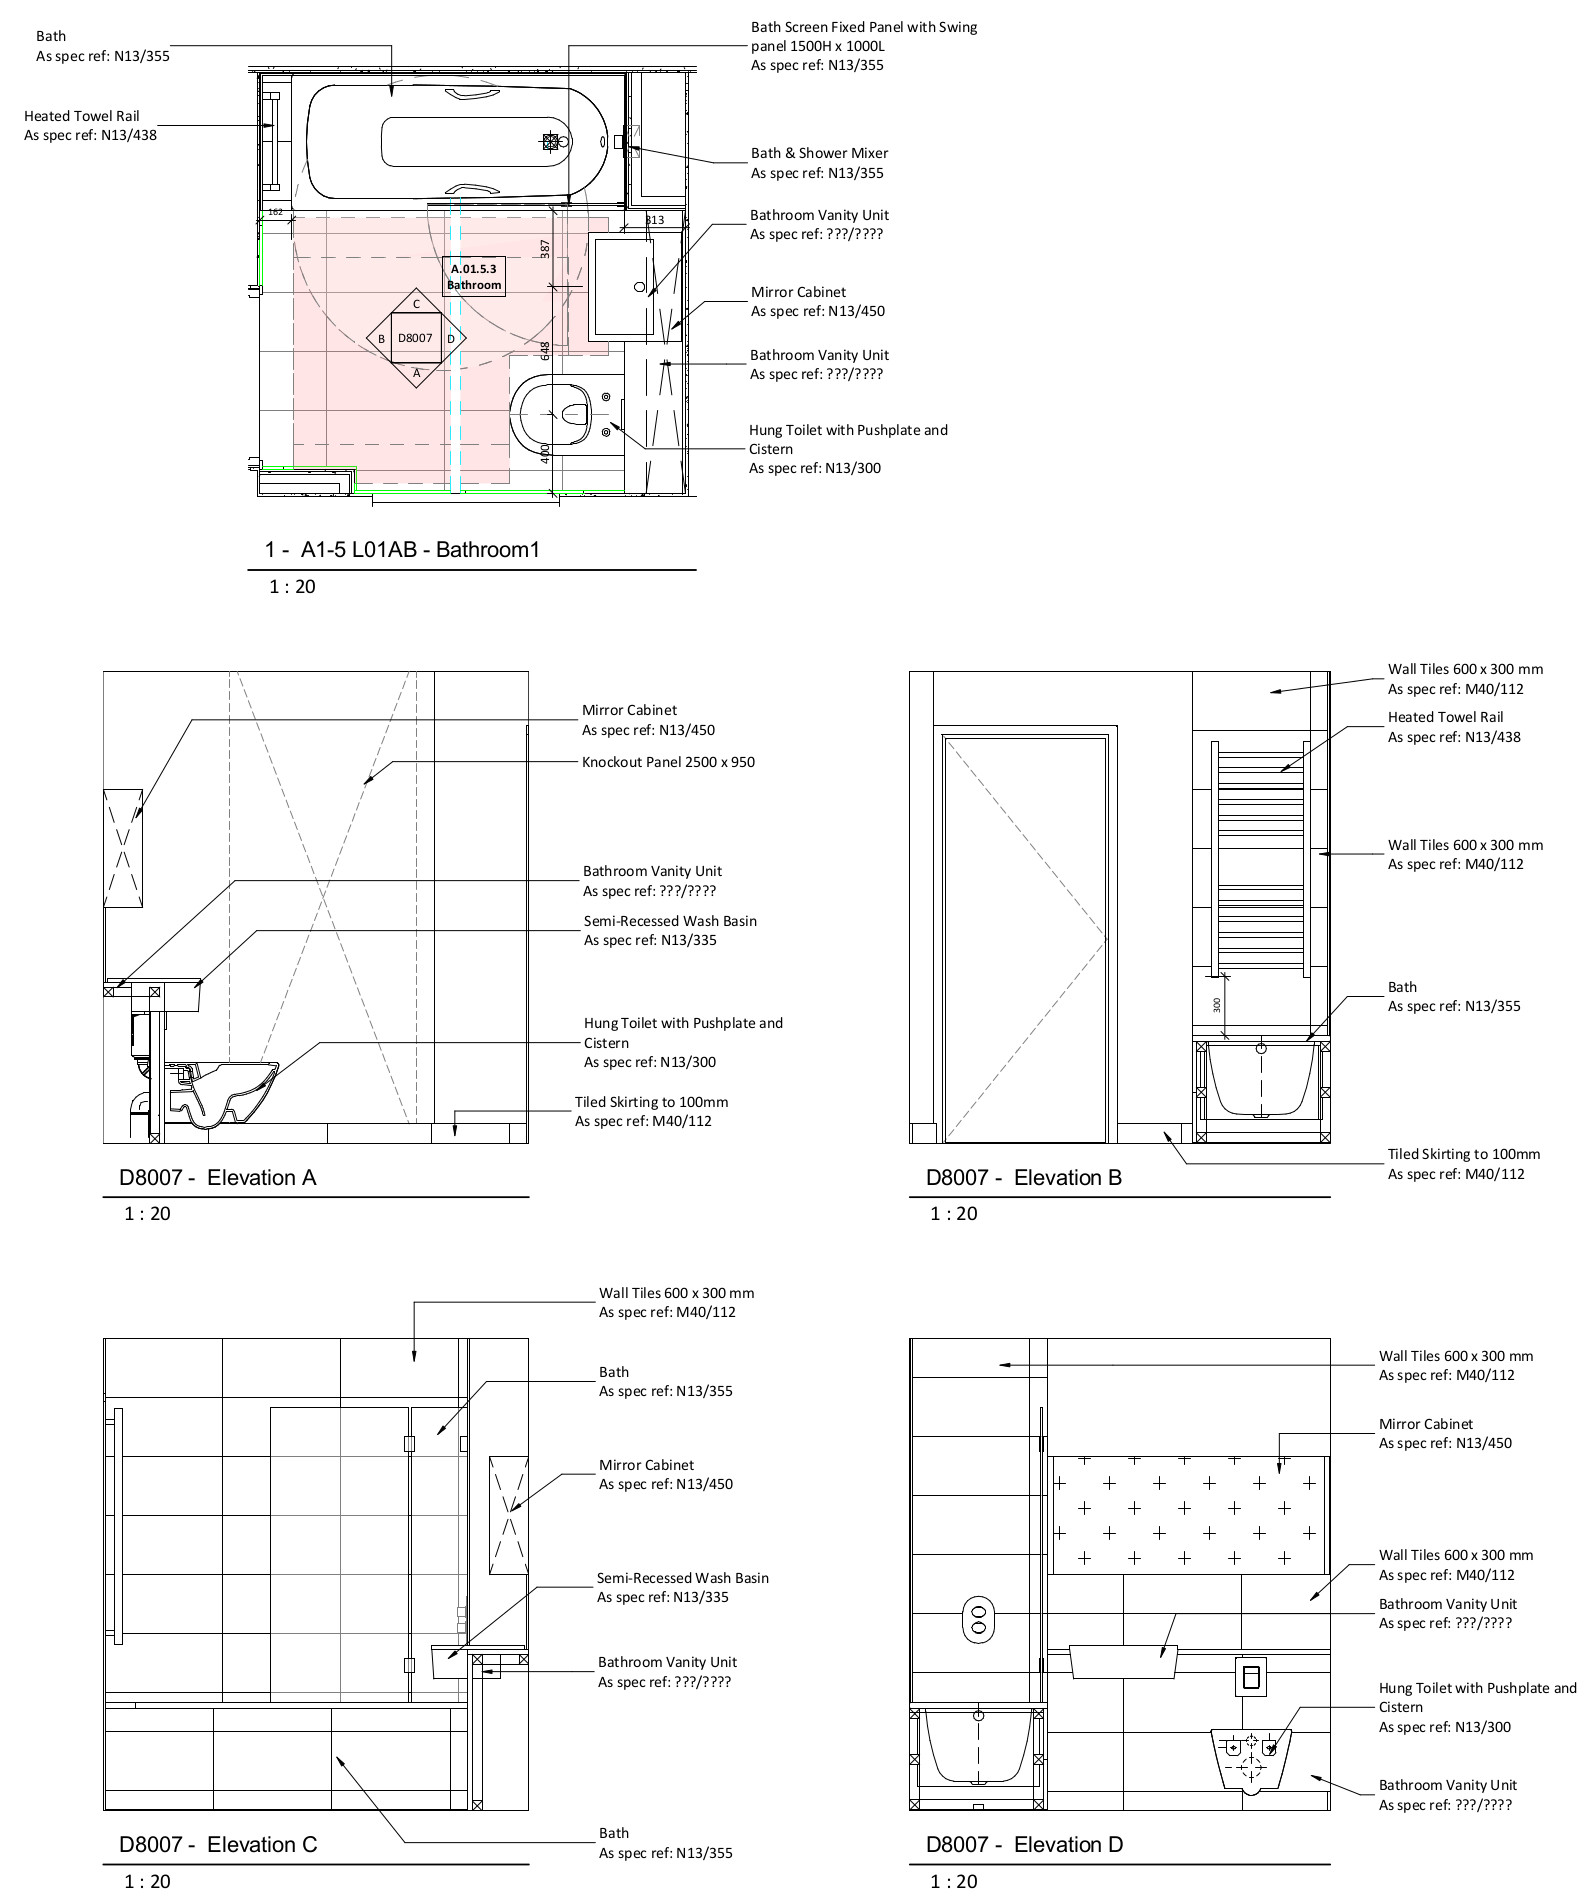 Bath
As spec ref: N13/355
Bath Screen Fixed Panel with Swing
panel 1500H x 1000L
As spec ref: N13/355
Heated Towel Rail
As spec ref: N13/438
Bath & Shower Mixer
As spec ref: N13/355
162
313
Bathroom Vanity Unit
As spec ref: ???/????
387
A.01.5.3
Bathroom
C
B
D8007
D
A
648
400
Mirror Cabinet
As spec ref: N13/450
Bathroom Vanity Unit
As spec ref: ???/????
Hung Toilet with Pushplate and
Cistern
As spec ref: N13/300
1 - A1-5 L01AB - Bathroom1
1 : 20
Mirror Cabinet
As spec ref: N13/450
Knockout Panel 2500 x 950
Bathroom Vanity Unit
As spec ref: ???/????
Semi-Recessed Wash Basin
As spec ref: N13/335
Hung Toilet with Pushplate and
Cistern
As spec ref: N13/300
Tiled Skirting to 100mm
As spec ref: M40/112
D8007 - Elevation A
1 : 20
Wall Tiles 600 x 300 mm
As spec ref: M40/112
Heated Towel Rail
As spec ref: N13/438
Wall Tiles 600 x 300 mm
As spec ref: M40/112
300
Bath
As spec ref: N13/355
Tiled Skirting to 100mm
As spec ref: M40/112
D8007 - Elevation B
1 : 20
Wall Tiles 600 x 300 mm
As spec ref: M40/112
Bath
As spec ref: N13/355
Mirror Cabinet
As spec ref: N13/450
Semi-Recessed Wash Basin
As spec ref: N13/335
Bathroom Vanity Unit
As spec ref: ???/????
Bath
As spec ref: N13/355
D8007 - Elevation C
1 : 20
Wall Tiles 600 x 300 mm
As spec ref: M40/112
Mirror Cabinet
As spec ref: N13/450
Wall Tiles 600 x 300 mm
As spec ref: M40/112
Bathroom Vanity Unit
As spec ref: ???/????
Hung Toilet with Pushplate and
Cistern
As spec ref: N13/300
Bathroom Vanity Unit
As spec ref: ???/????
D8007 - Elevation D
1 : 20